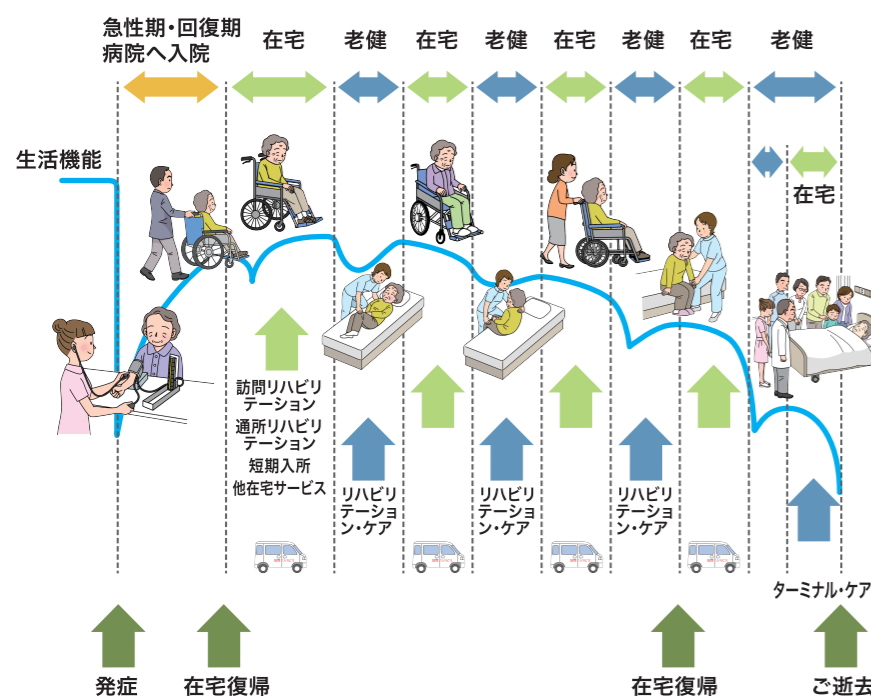 急性期・回復期
病院へ入院
在宅
老健
在宅
老健
在宅
老健
在宅
老健
生活機能
在宅
訪問リハビリ
テーション
通所リハビリ
テーション
短期入所
他在宅サービス
リハビリ
テーショ
ン・ケア
リハビリ
テーショ
ン・ケア
リハビリ
テーショ
ン・ケア
ターミナル・ケア
発症
在宅復帰
在宅復帰
ご逝去